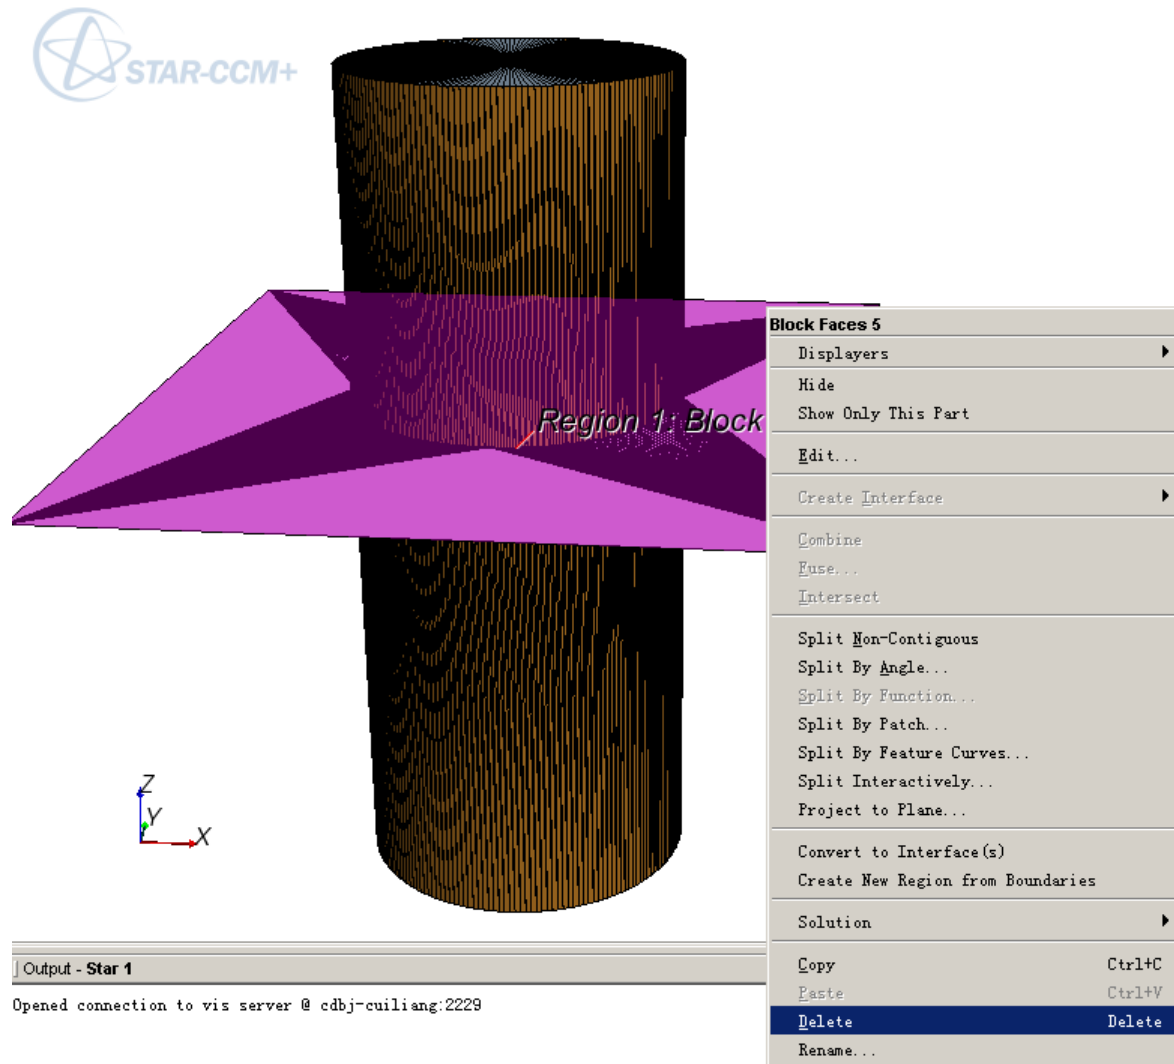 STAR-CCM+
Region 1: Block
Block Faces 5
Displayers
Hide
Show Only This Part
Edit...
Create Interface
Combine
Fuse...
Intersect
Split Non-Contiguous
Split By Angle...
Split By Function...
Split By Patch...
Split By Feature Curves...
Split Interactively...
Project to Plane...
Convert to Interface(s)
Create New Region from Boundaries
Solution
Copy Ctrl+C
Paste Ctrl+V
Delete Delete
Rename...
Z
Y
X
Output - Star 1
Opened connection to vis server @ cdbj-cuiliang:2229